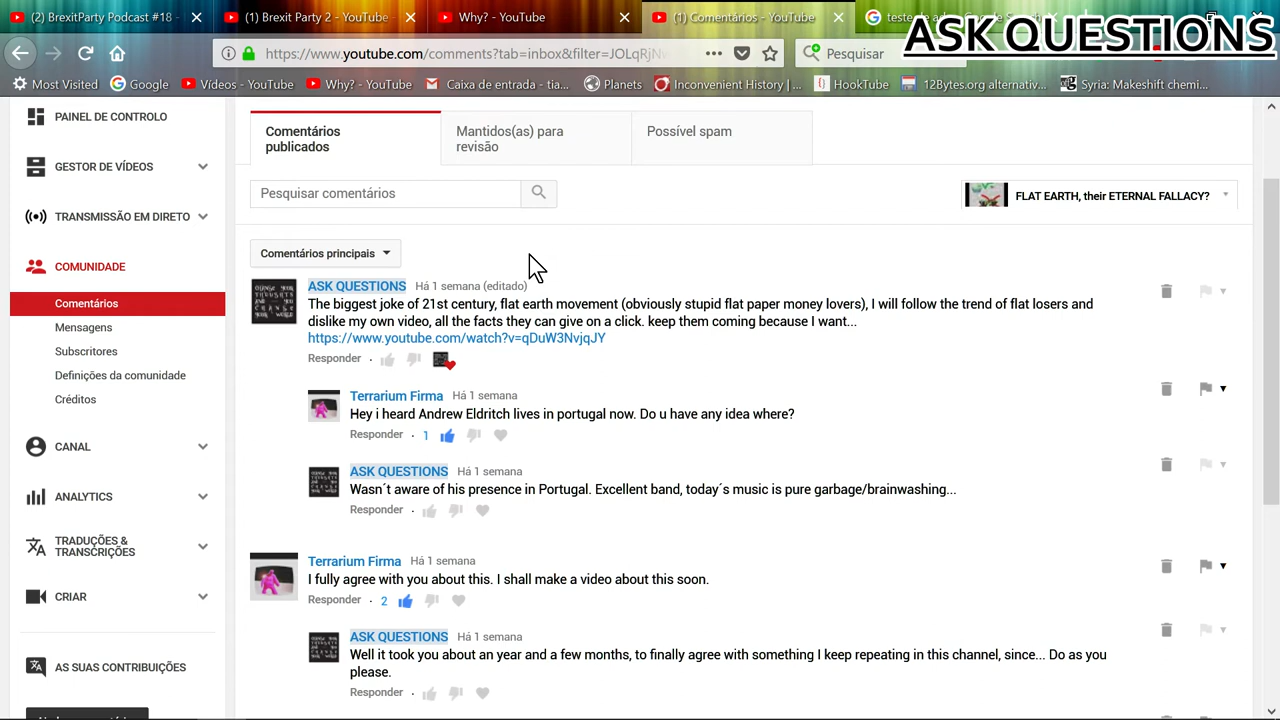 (2) BrexitParty Podcast #18 -
(1) Brexit Party 2 - YouTube
Why? - YouTube
(1) Comentários - YouTube
ASK QUESTIONS
https://www.youtube.com/comments?tab=inbox&filter=JOLqRjNv
Pesquisar
Most Visited
Google
Vídeos - YouTube
Why? - YouTube
Caixa de entrada - tia...
Planets
Inconvenient History | ...
HookTube
12Bytes.org alternativ...
Syria: Makeshift chemi...
PAINEL DE CONTROLO
GESTOR DE VÍDEOS
TRANSMISSÃO EM DIRETO
COMUNIDADE
Comentários
Mensagens
Subscritores
Definições da comunidade
Créditos
CANAL
ANALYTICS
TRADUÇÕES &
TRANSCRIÇÕES
CRIAR
AS SUAS CONTRIBUIÇÕES
Comentários
publicados
Mantidos(as) para
revisão
Possível spam
Pesquisar comentários
FLAT EARTH, their ETERNAL FALLACY?
Comentários principais
ASK QUESTIONS Há 1 semana (editado)
The biggest joke of 21st century, flat earth movement (obviously stupid flat paper money lovers), I will follow the trend of flat losers and
dislike my own video, all the facts they can give on a click. keep them coming because I want...
https://www.youtube.com/watch?v=qDuW3NvjqJY
Responder
Terrarium Firma Há 1 semana
Hey i heard Andrew Eldritch lives in portugal now. Do u have any idea where?
Responder · 1
ASK QUESTIONS Há 1 semana
Wasn´t aware of his presence in Portugal. Excellent band, today´s music is pure garbage/brainwashing...
Responder ·
Terrarium Firma Há 1 semana
I fully agree with you about this. I shall make a video about this soon.
Responder · 2
ASK QUESTIONS Há 1 semana
Well it took you about an year and a few months, to finally agree with something I keep repeating in this channel, since... Do as you
please.
Responder ·